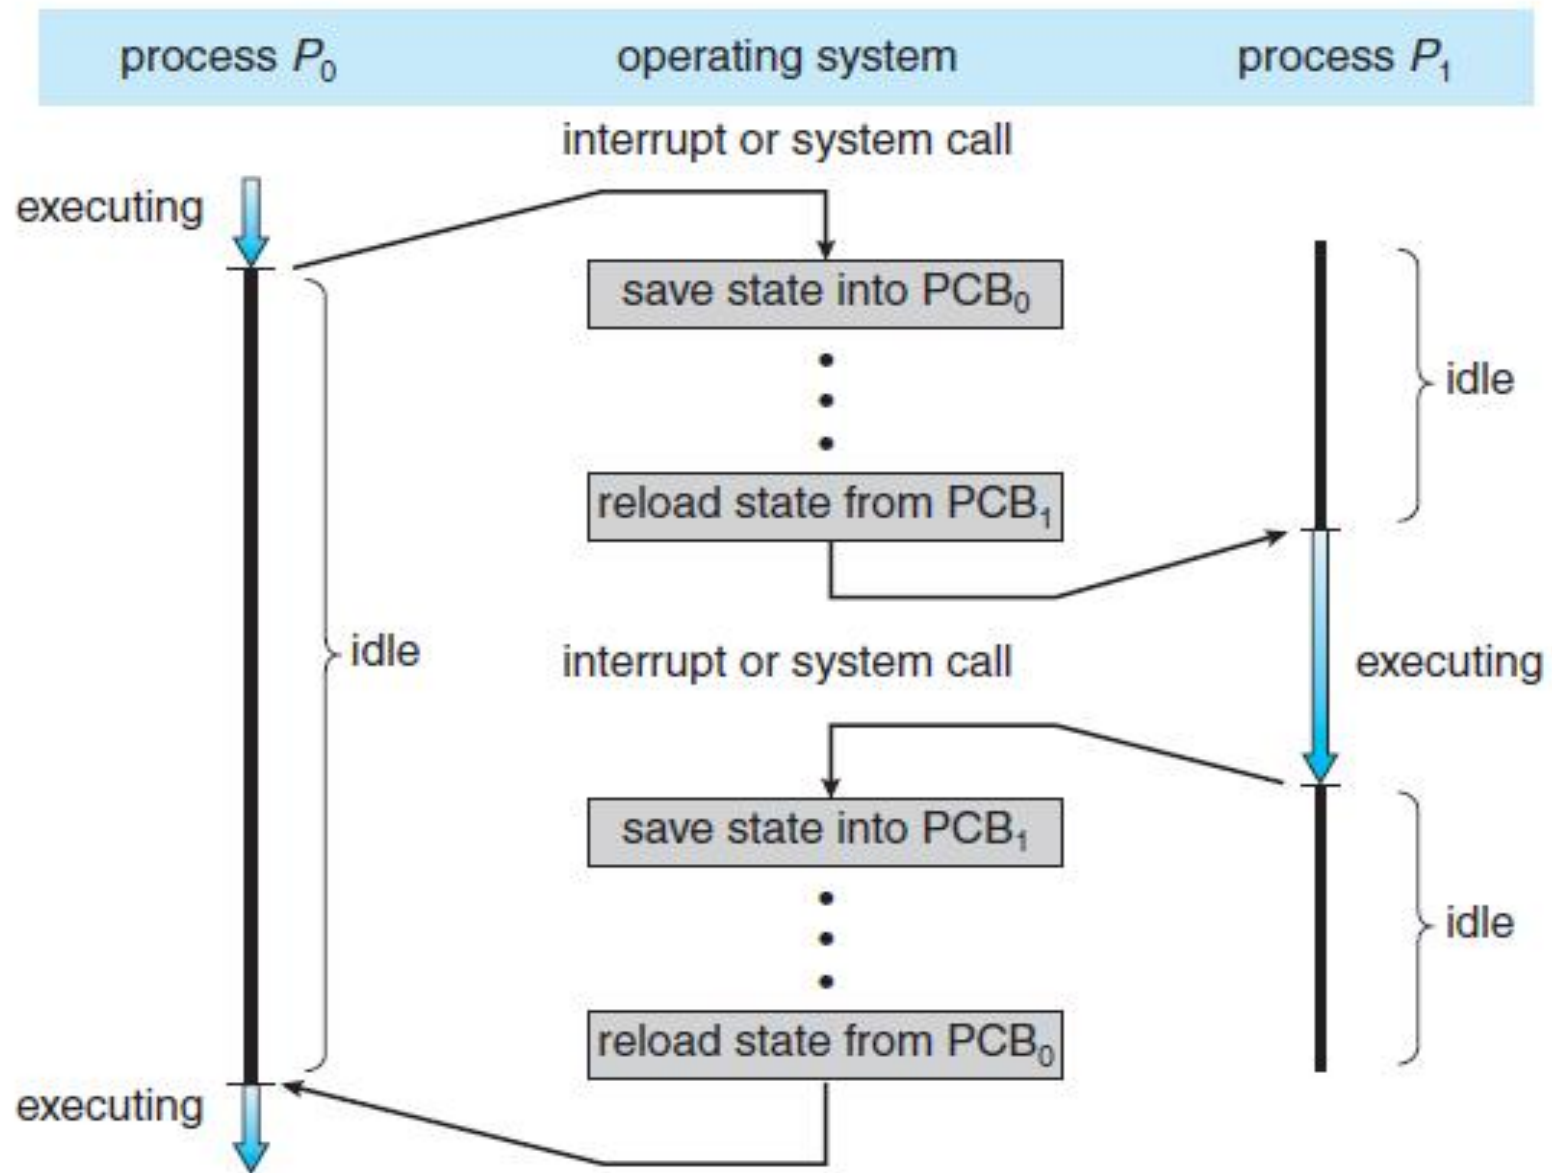 process P₀ operating system process P₁
interrupt or system call
executing
save state into PCB₀
idle
reload state from PCB₁
idle
interrupt or system call
executing
save state into PCB₁
idle
reload state from PCB₀
executing